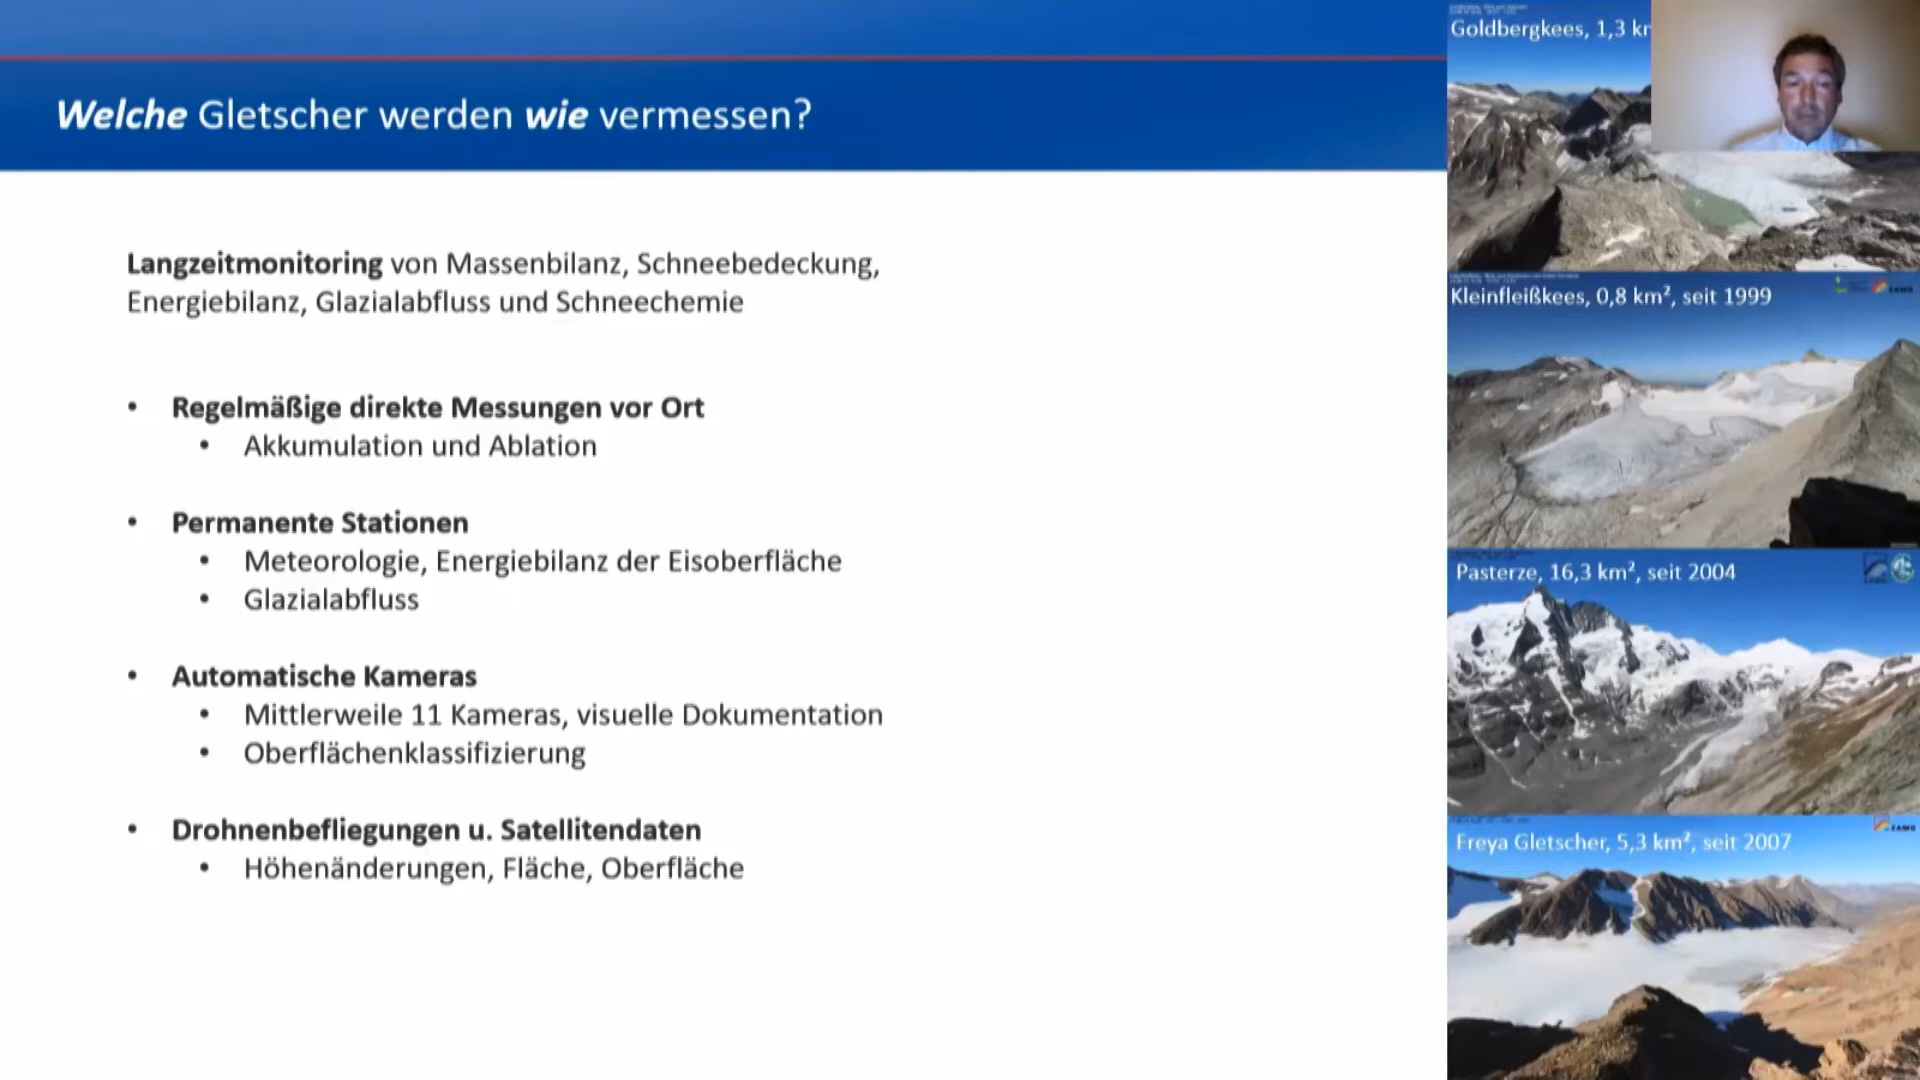 Welche Gletscher werden wie vermessen?
Langzeitmonitoring von Massenbilanz, Schneebedeckung,
Energiebilanz, Glazialabfluss und Schneechemie
• Regelmäßige direkte Messungen vor Ort
• Akkumulation und Ablation
• Permanente Stationen
• Meteorologie, Energiebilanz der Eisoberfläche
• Glazialabfluss
• Automatische Kameras
• Mittlerweile 11 Kameras, visuelle Dokumentation
• Oberflächenklassifizierung
• Drohnenbefliegungen u. Satellitendaten
• Höhenänderungen, Fläche, Oberfläche
Goldbergkees, 1,3
Kleinfleißkees, 0,8 km², seit 1999
ZAMG
Pasterze, 16,3 km², seit 2004
Freya Gletscher, 5,3 km², seit 2007
ZAMG